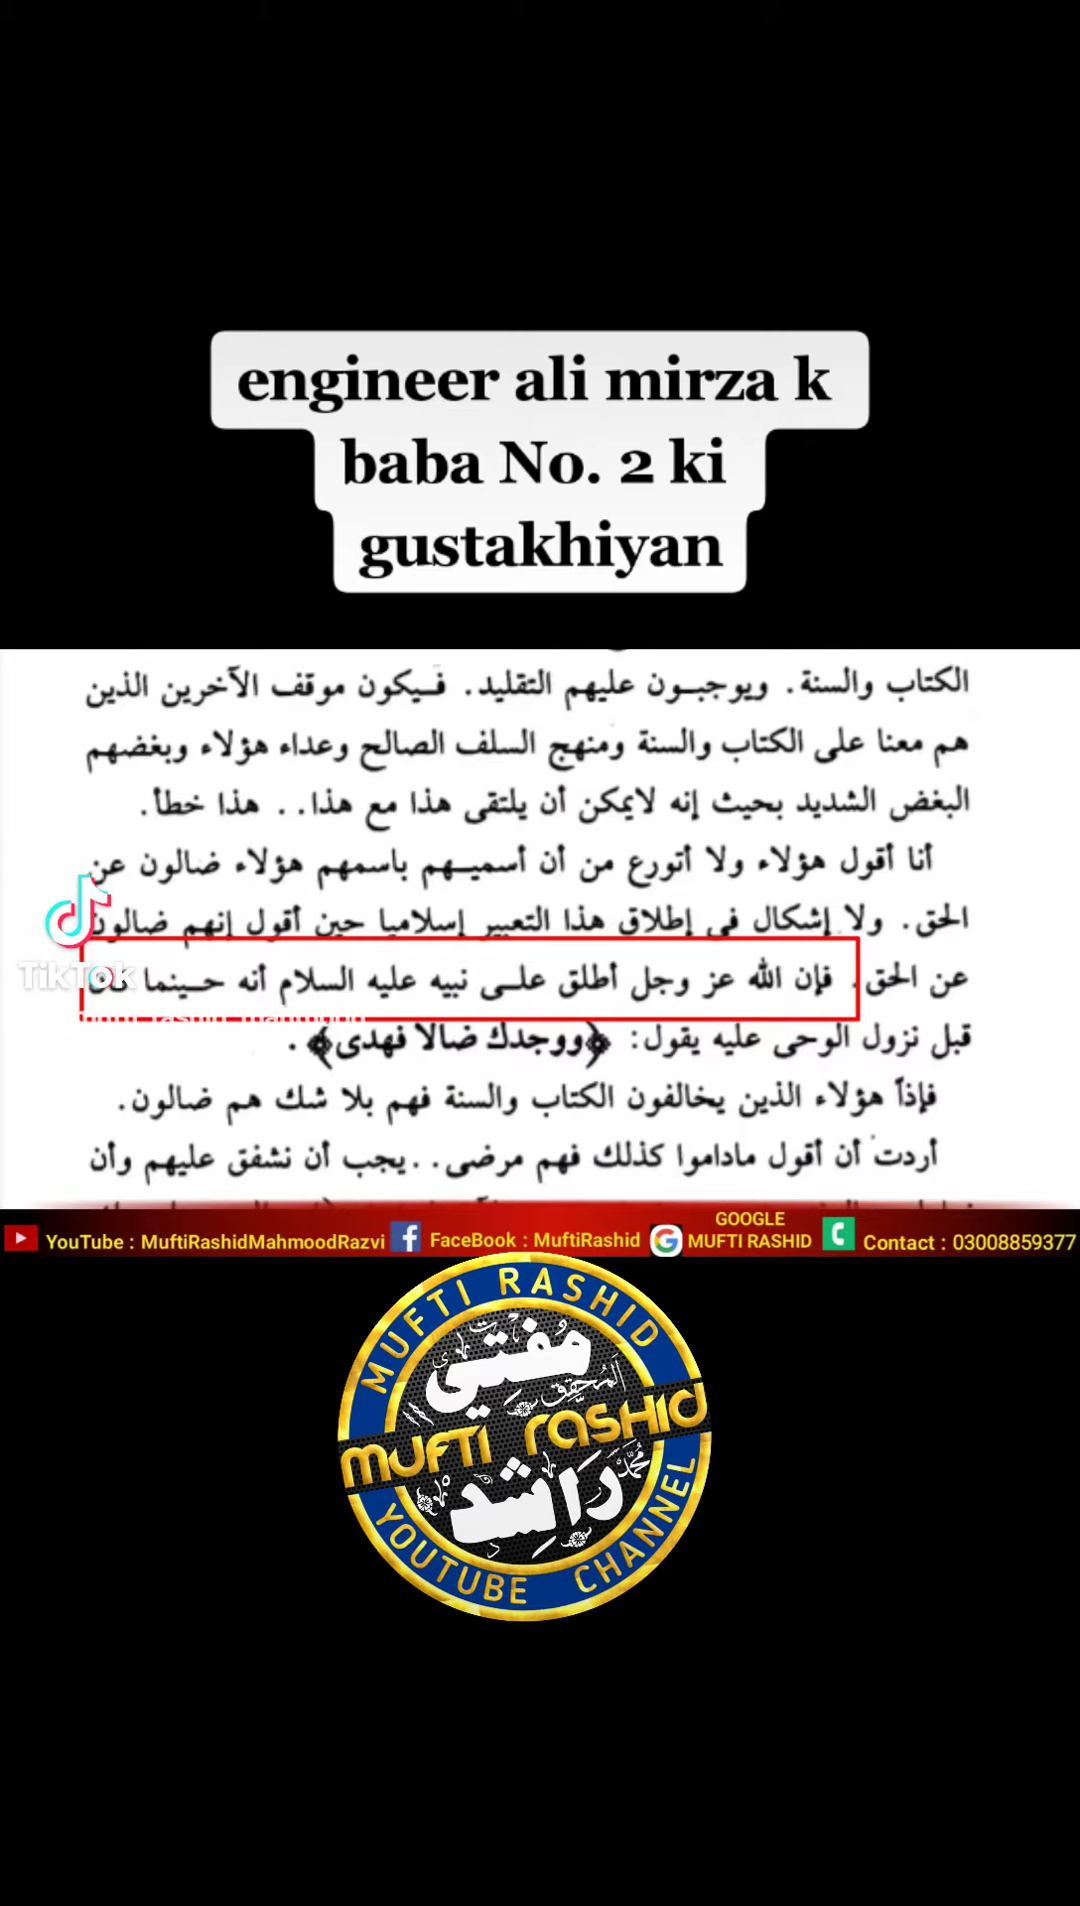 engineer ali mirza k
baba No. 2 ki
gustakhiyan
الكتاب والسنة. ويوجبون عليهم التقليد. فيكون موقف الآخرين الذين
هم معنا على الكتاب والسنة ومنهج السلف الصالح وعداء هؤلاء وبغضهم
البغض الشديد بحيث إنه لايمكن أن يلتقى هذا مع هذا.. هذا خطأ.
أنا أقول هؤلاء ولا أتورع من أن أسميهم باسمهم هؤلاء ضالون عن
الحق. ولا إشكال فى إطلاق هذا التعبير إسلاميا حين أقول إنهم ضالون
عن الحق. فإن الله عز وجل أطلق على نبيه عليه السلام أنه حينما
قبل نزول الوحى عليه يقول: ﴿ووجدك ضالا فهدى﴾.
فإذاً هؤلاء الذين يخالفون الكتاب والسنة فهم بلا شك هم ضالون.
أردت أن أقول ماداموا كذلك فهم مرضى.. يجب أن نشفق عليهم وأن
TikTok
YouTube : MuftiRashidMahmoodRazvi FaceBook : MuftiRashid GOOGLE MUFTI RASHID Contact : 03008859377
MUFTI RASHID
مفتي
المحقق
MUFTI RASHID
محمد
راشد
YOUTUBE CHANNEL